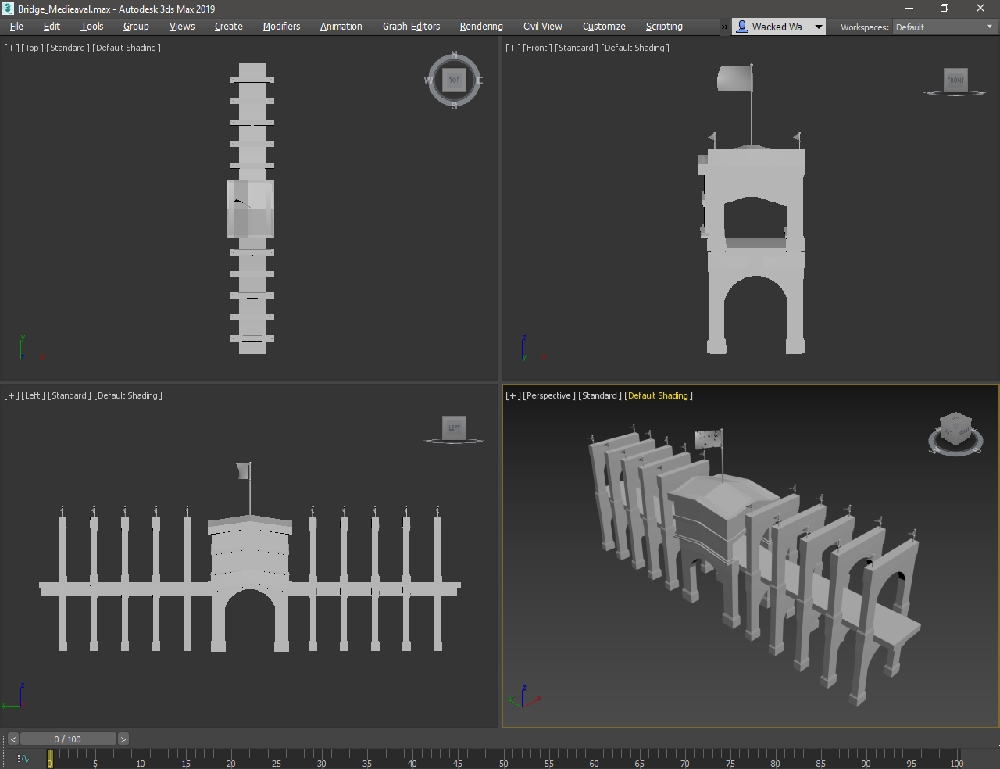 Bridge_Medieaval.max - Autodesk 3ds Max 2019
File Edit Tools Group Views Create Modifiers Animation Graph Editors Rendering Civil View Customize Scripting » Wacked Wa Workspaces: Default
[+] [Top] [Standard] [Default Shading]
N
W TOP E
S
[+] [Front] [Standard] [Default Shading]
FRONT
[+] [Left] [Standard] [Default Shading]
LEFT
[+] [Perspective] [Standard] [Default Shading]
< 0 / 100 >
0 5 10 15 20 25 30 35 40 45 50 55 60 65 70 75 80 85 90 95 100